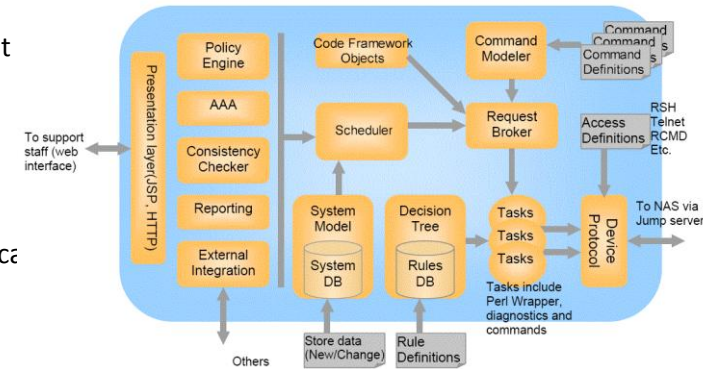 t
ca
To support
staff (web
interface)
Presentation layer(JSP, HTTP)
Policy
Engine
AAA
Consistency
Checker
Reporting
External
Integration
Others
Code Framework
Objects
Scheduler
System
Model
System
DB
Store data
(New/Change)
Decision
Tree
Rules
DB
Rule
Definitions
Command
Modeler
Request
Broker
Tasks
Tasks
Tasks
Tasks include
Perl Wrapper,
diagnostics and
commands
Command
Command
Command
Definitions
s
s
Access
Definitions
RSH
Telnet
RCMD
Etc.
Device
Protocol
To NAS via
Jump server